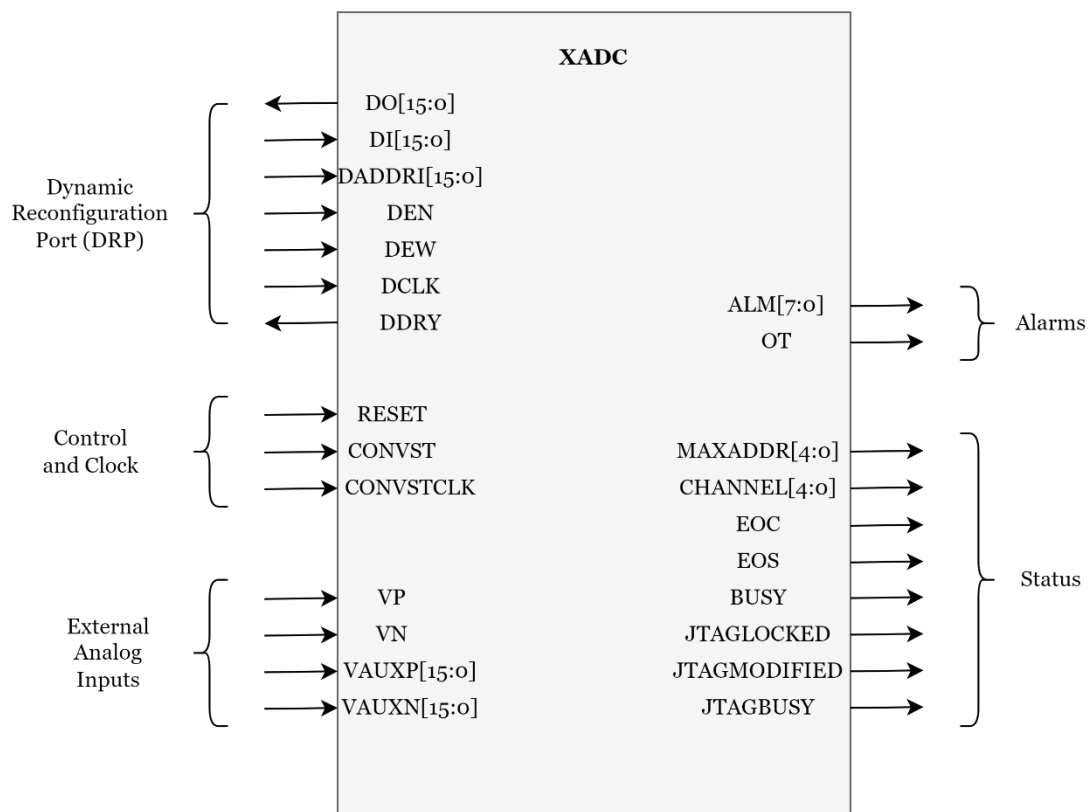 XADC
Dynamic
Reconfiguration
Port (DRP)
DO[15:0]
DI[15:0]
DADDRI[15:0]
DEN
DEW
DCLK
DDRY
Control
and Clock
RESET
CONVST
CONVSTCLK
External
Analog
Inputs
VP
VN
VAUXP[15:0]
VAUXN[15:0]
ALM[7:0]
OT
Alarms
MAXADDR[4:0]
CHANNEL[4:0]
EOC
EOS
BUSY
JTAGLOCKED
JTAGMODIFIED
JTAGBUSY
Status